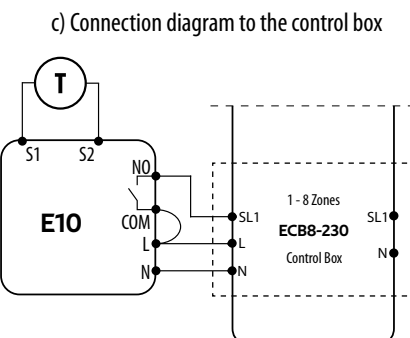 c) Connection diagram to the control box
T
S1 S2
NO
E10
COM
L
N
SL1
L
N
1 - 8 Zones
ECB8-230
Control Box
SL1
N